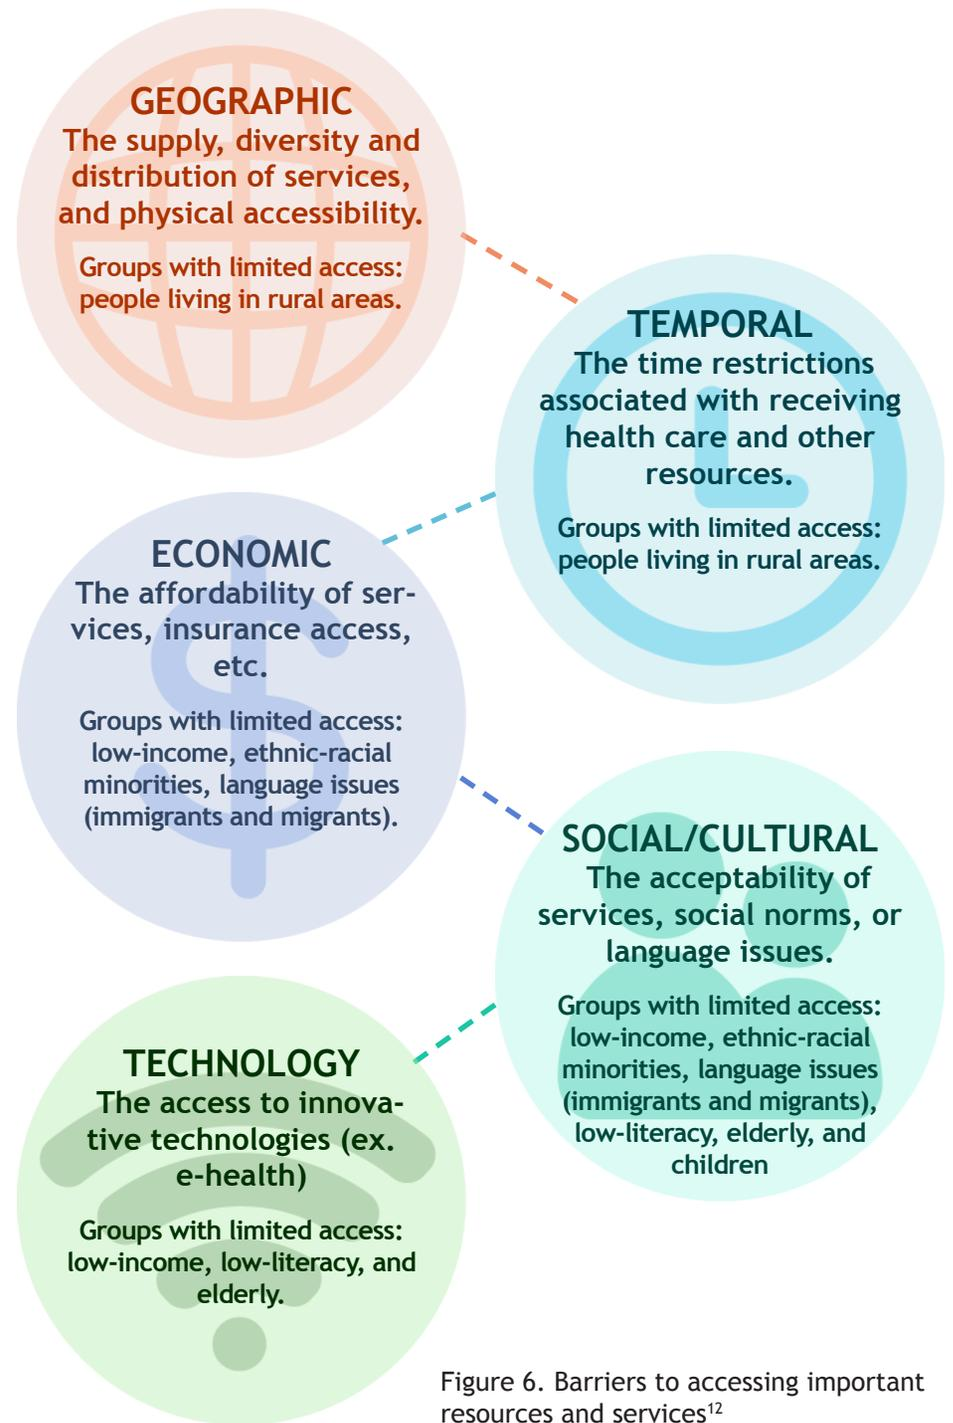 GEOGRAPHIC
The supply, diversity and
distribution of services,
and physical accessibility.
Groups with limited access:
people living in rural areas.
TEMPORAL
The time restrictions
associated with receiving
health care and other
resources.
Groups with limited access:
people living in rural areas.
ECONOMIC
The affordability of ser-
vices, insurance access,
etc.
Groups with limited access:
low-income, ethnic-racial
minorities, language issues
(immigrants and migrants).
SOCIAL/CULTURAL
The acceptability of
services, social norms, or
language issues.
Groups with limited access:
low-income, ethnic-racial
minorities, language issues
(immigrants and migrants),
low-literacy, elderly, and
children
TECHNOLOGY
The access to innova-
tive technologies (ex.
e-health)
Groups with limited access:
low-income, low-literacy, and
elderly.
Figure 6. Barriers to accessing important
resources and services¹²